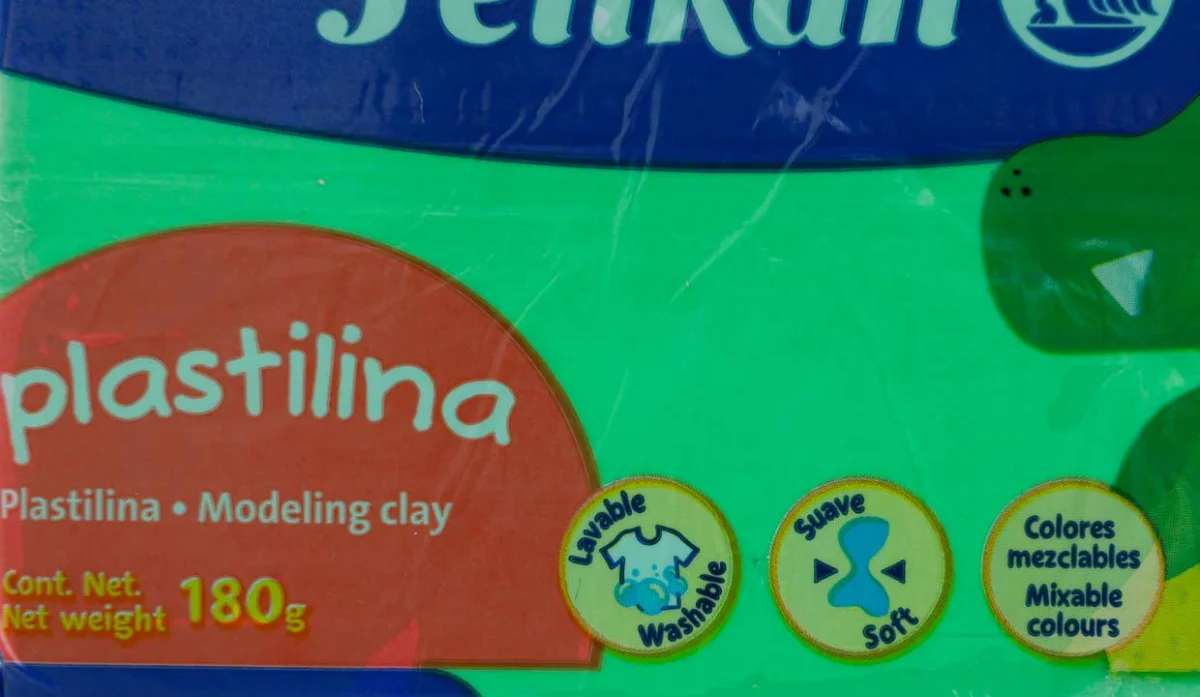 Pelikan
plastilina
Plastilina • Modeling clay
Cont. Net.
Net weight 180g
Lavable
Washable
Suave
Soft
Colores
mezclables
Mixable
colours